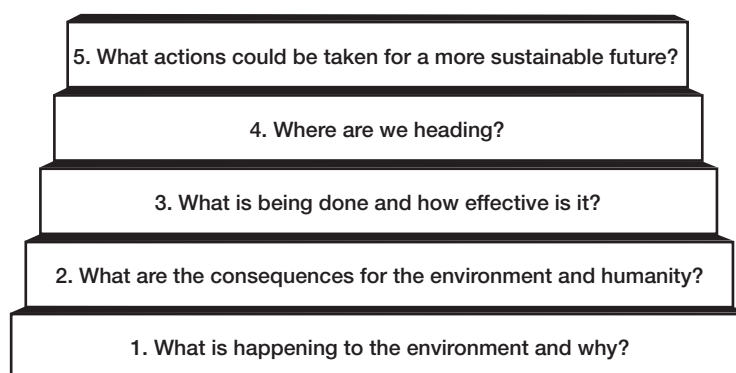 5. What actions could be taken for a more sustainable future?
4. Where are we heading?
3. What is being done and how effective is it?
2. What are the consequences for the environment and humanity?
1. What is happening to the environment and why?